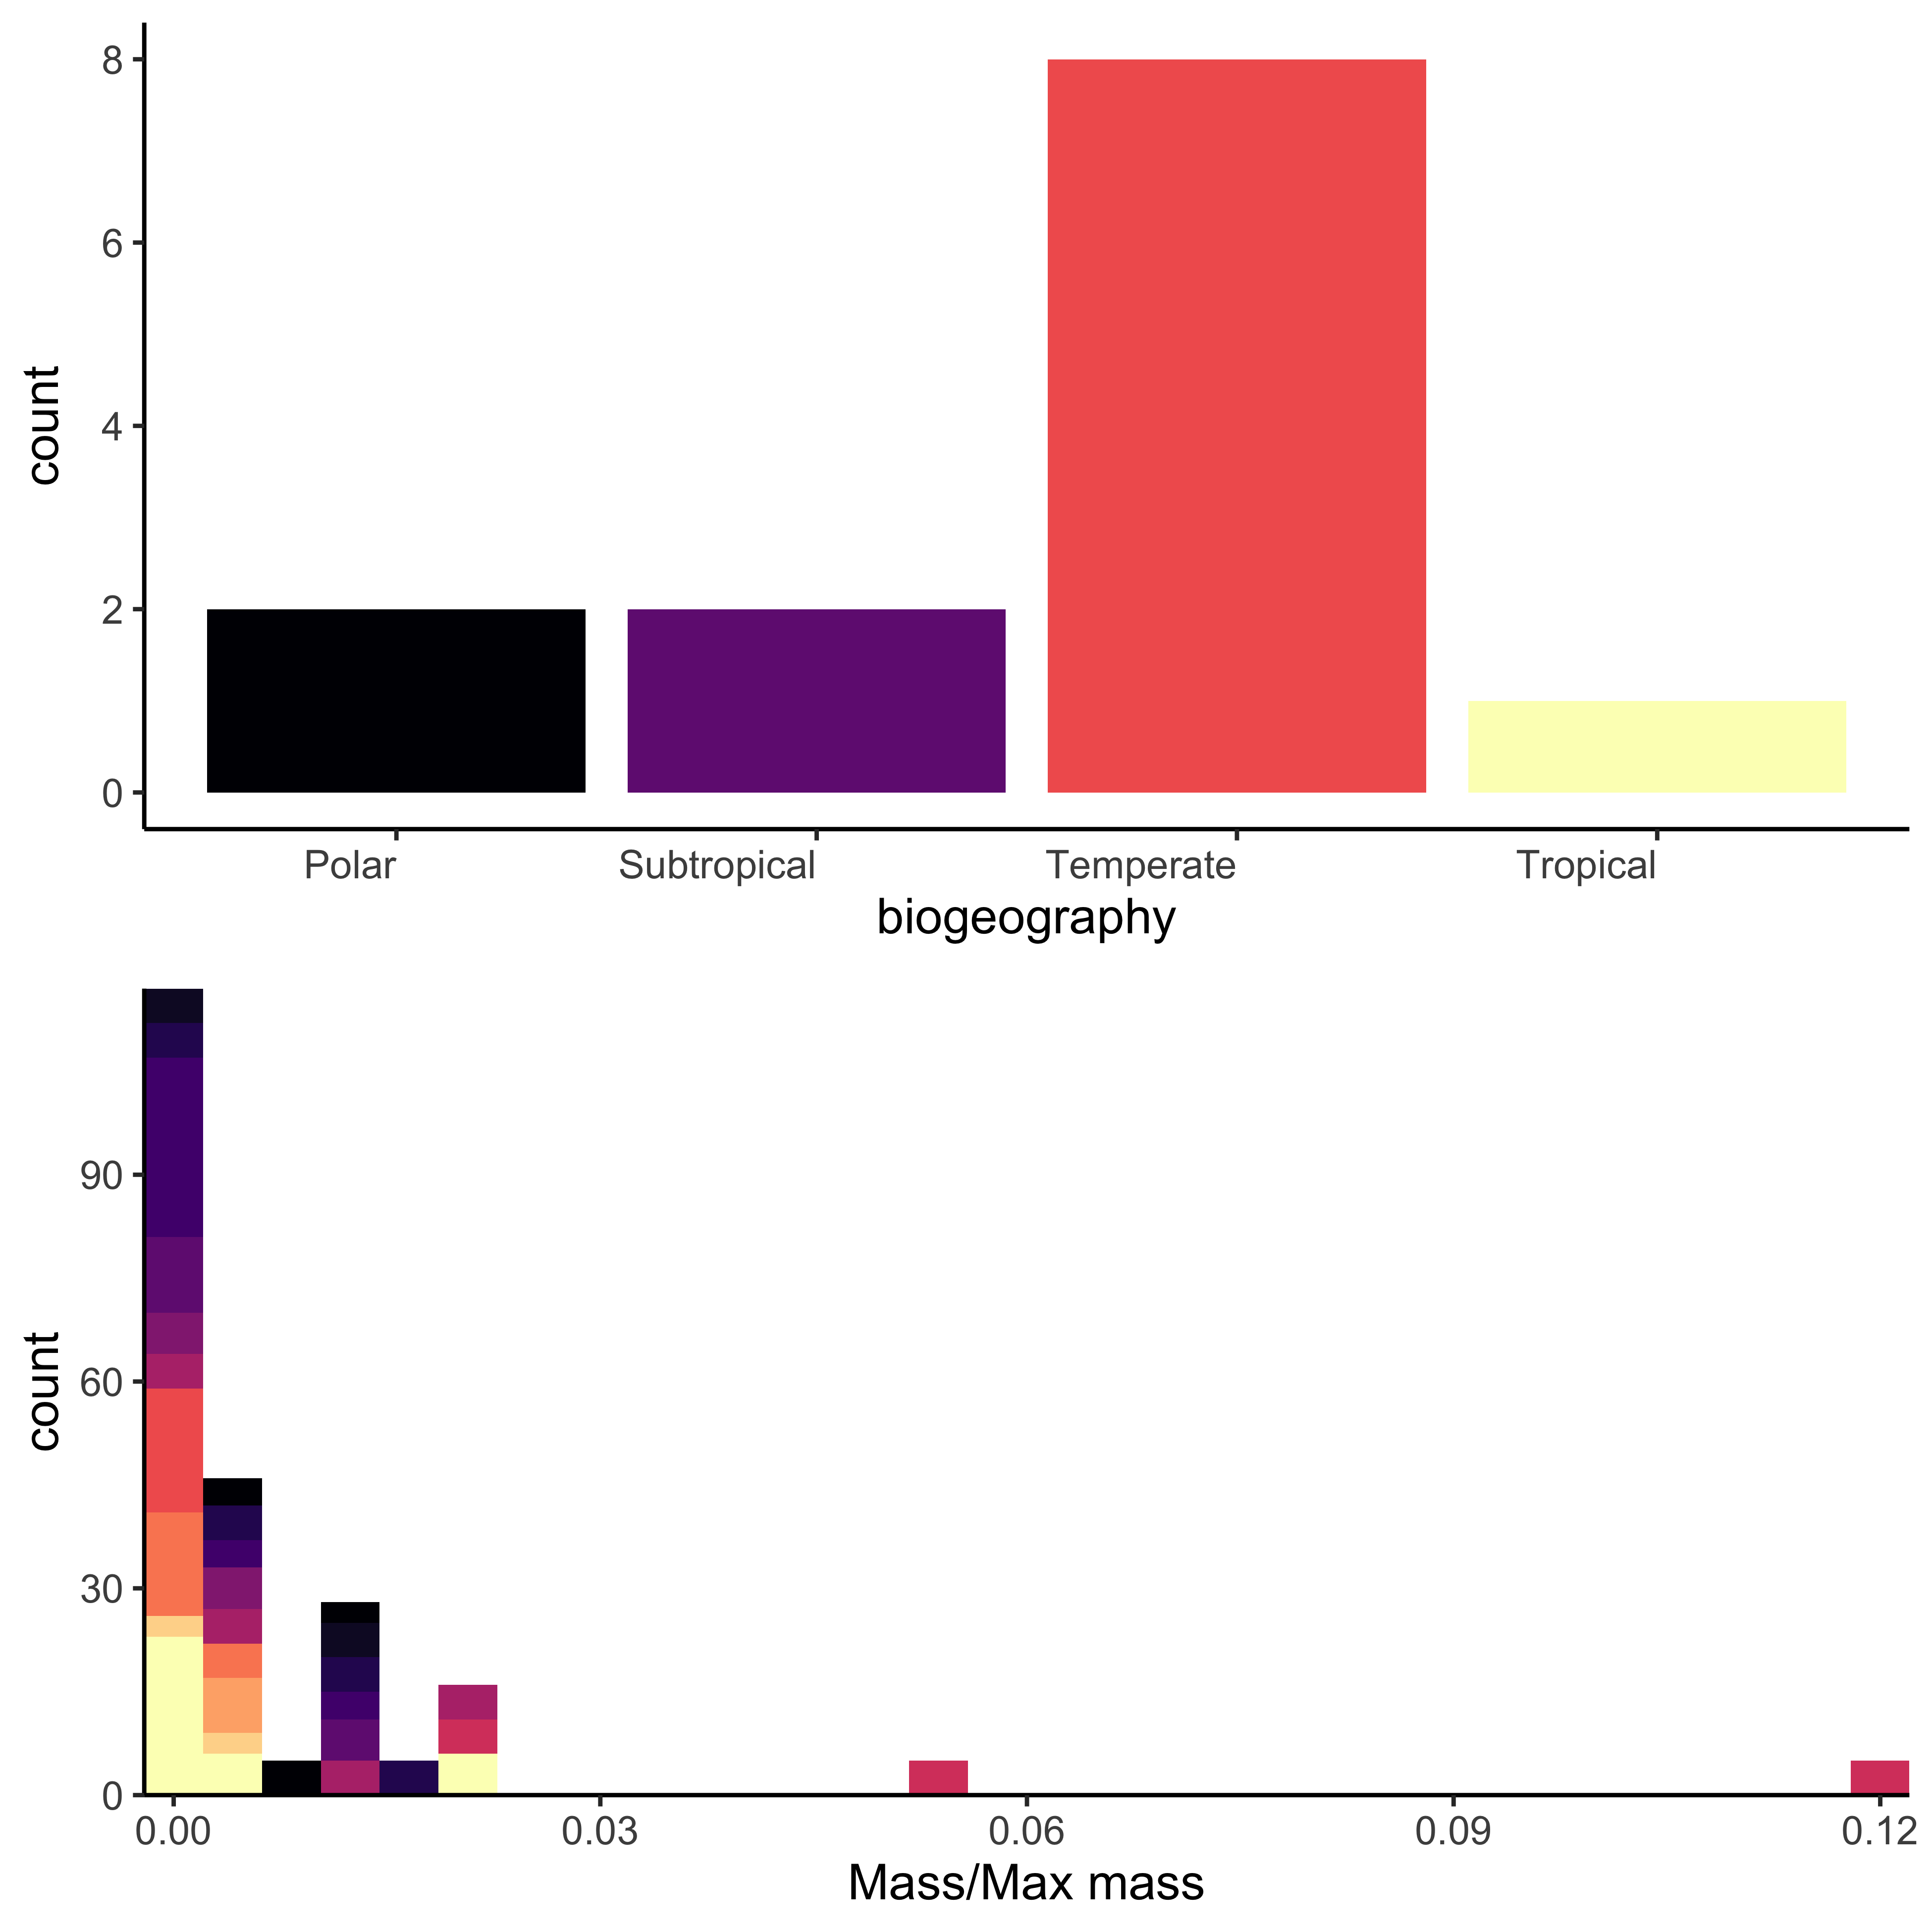 8
6
4
2
0
count
Polar Subtropical Temperate Tropical
biogeography
90
60
30
0
count
0.00 0.03 0.06 0.09 0.12
Mass/Max mass